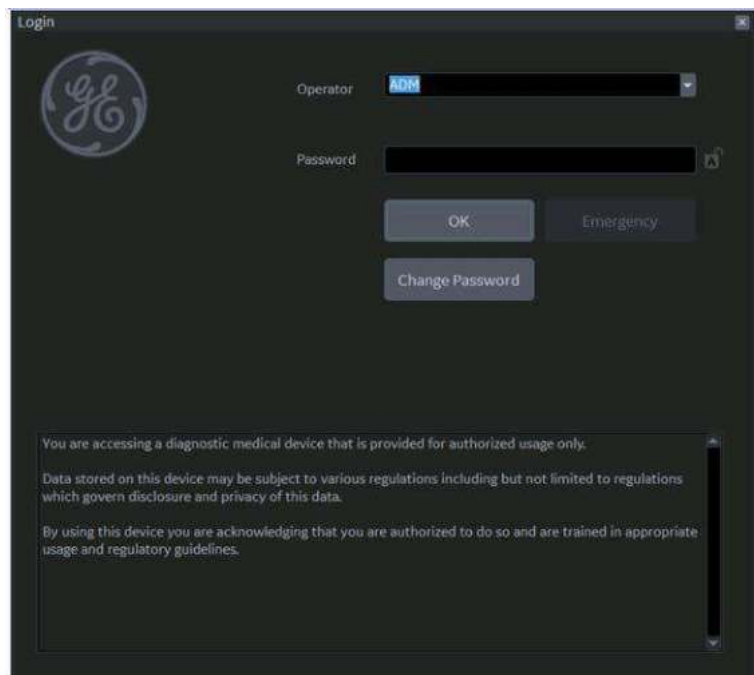 Login
GE
Operator
ADM
Password
OK
Emergency
Change Password
You are accessing a diagnostic medical device that is provided for authorized usage only.
Data stored on this device may be subject to various regulations including but not limited to regulations
which govern disclosure and privacy of this data.
By using this device you are acknowledging that you are authorized to do so and are trained in appropriate
usage and regulatory guidelines.